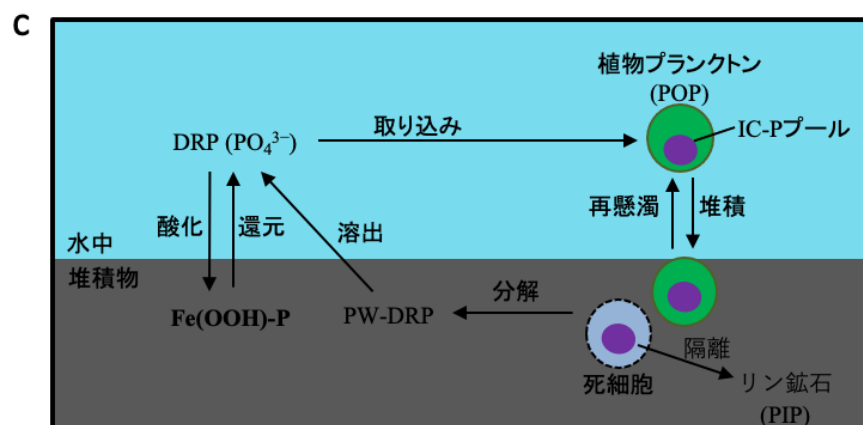 C
植物プランクトン
(POP)
取り込み
IC-Pプール
DRP (PO₄³⁻)
再懸濁
堆積
酸化
還元
溶出
水中
堆積物
分解
Fe(OOH)-P
PW-DRP
隔離
死細胞
リン鉱石
(PIP)